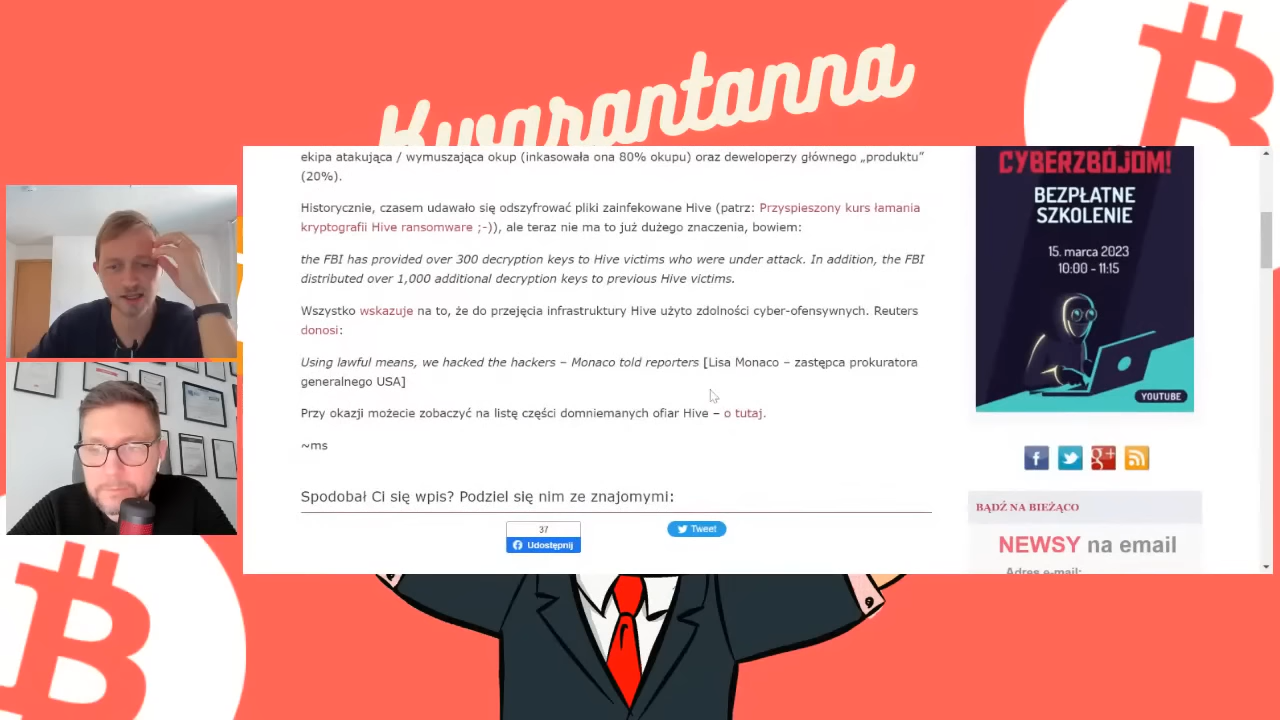 Kwarantanna
ekipa atakująca / wymuszająca okup (inkasowała ona 80% okupu) oraz deweloperzy głównego „produktu”
(20%).
Historycznie, czasem udawało się odszyfrować pliki zainfekowane Hive (patrz: Przyspieszony kurs łamania
kryptografii Hive ransomware ;-)), ale teraz nie ma to już dużego znaczenia, bowiem:
the FBI has provided over 300 decryption keys to Hive victims who were under attack. In addition, the FBI
distributed over 1,000 additional decryption keys to previous Hive victims.
Wszystko wskazuje na to, że do przejęcia infrastruktury Hive użyto zdolności cyber-ofensywnych. Reuters
donosi:
Using lawful means, we hacked the hackers – Monaco told reporters [Lisa Monaco – zastępca prokuratora
generalnego USA]
Przy okazji możecie zobaczyć na listę części domniemanych ofiar Hive – o tutaj.
~ms
Spodobał Ci się wpis? Podziel się nim ze znajomymi:
37
Udostępnij
Tweet
CYBERZBÓJOM!
BEZPŁATNE
SZKOLENIE
15. marca 2023
10:00 - 11:15
YOUTUBE
BĄDŹ NA BIEŻĄCO
NEWSY na email
Adres e-mail: